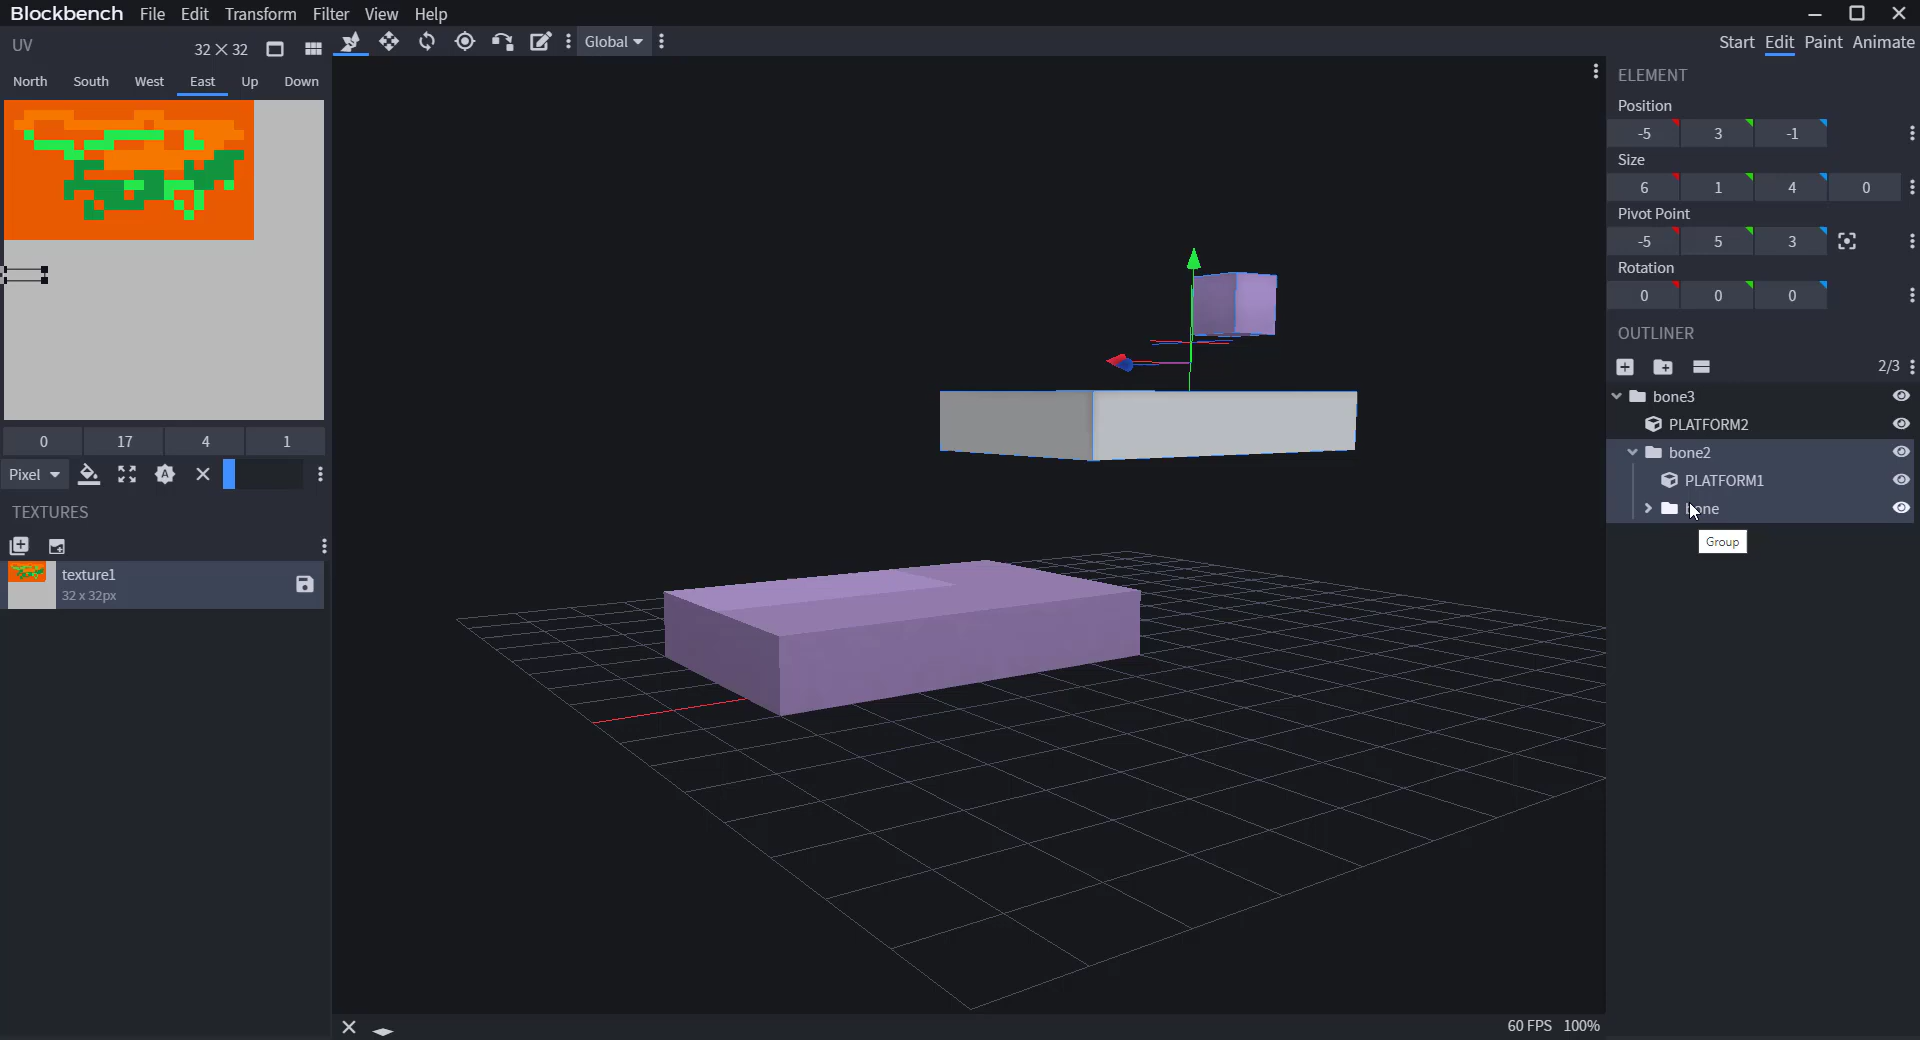 Blockbench File Edit Transform Filter View Help
UV 32 × 32 Global Start Edit Paint Animate
North South West East Up Down
0 17 4 1
Pixel
TEXTURES
texture1
32 x 32px
ELEMENT
Position
-5 3 -1
Size
6 1 4 0
Pivot Point
-5 5 3
Rotation
0 0 0
OUTLINER
2/3
bone3
PLATFORM2
bone2
PLATFORM1
bone
Group
60 FPS 100%